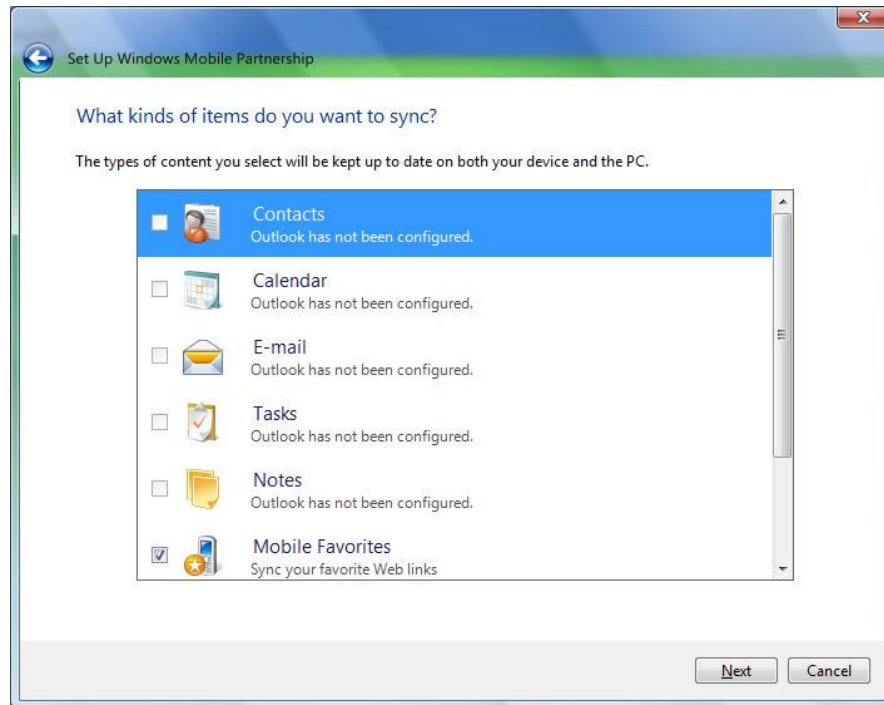 Set Up Windows Mobile Partnership
What kinds of items do you want to sync?
The types of content you select will be kept up to date on both your device and the PC.
Contacts
Outlook has not been configured.
Calendar
Outlook has not been configured.
E-mail
Outlook has not been configured.
Tasks
Outlook has not been configured.
Notes
Outlook has not been configured.
Mobile Favorites
Sync your favorite Web links
Next
Cancel